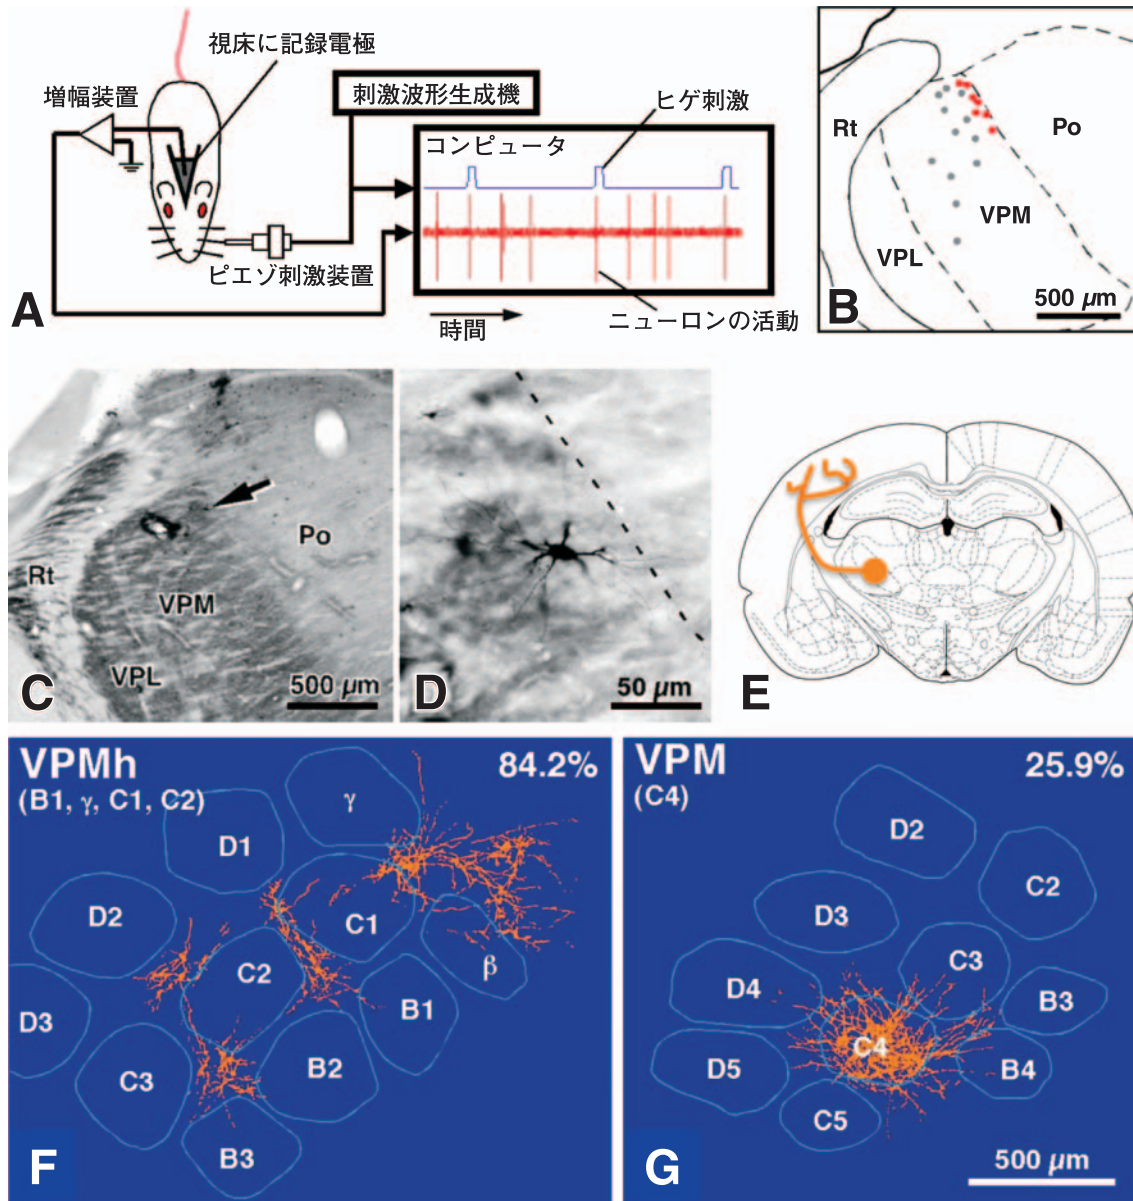 視床に記録電極
増幅装置
刺激波形生成機
ヒゲ刺激
コンピュータ
ピエゾ刺激装置
時間
ニューロンの活動
A
Rt
Po
VPM
VPL
500 µm
B
Rt
Po
VPM
VPL
500 µm
C
50 µm
D
E
VPMh
84.2%
(B1, γ, C1, C2)
γ
D1
D2
C1
C2
β
B1
D3
C3
B2
B3
F
VPM
25.9%
(C4)
D2
C2
D3
C3
D4
B3
C4
D5
B4
C5
500 µm
G